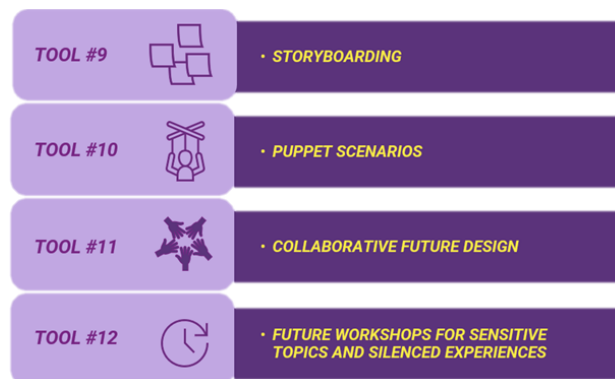 TOOL #9
• STORYBOARDING
TOOL #10
• PUPPET SCENARIOS
TOOL #11
• COLLABORATIVE FUTURE DESIGN
TOOL #12
• FUTURE WORKSHOPS FOR SENSITIVE
TOPICS AND SILENCED EXPERIENCES